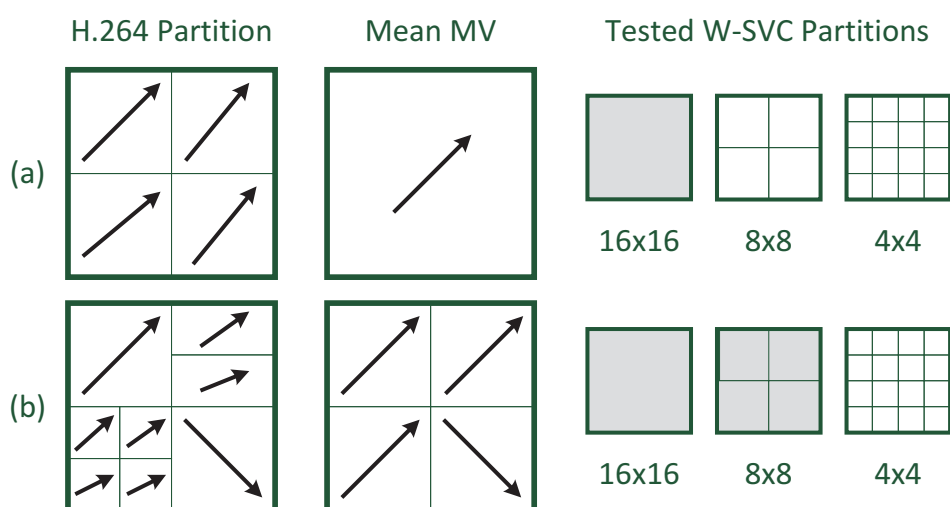 H.264 Partition Mean MV Tested W-SVC Partitions
(a)
16x16 8x8 4x4
(b)
16x16 8x8 4x4